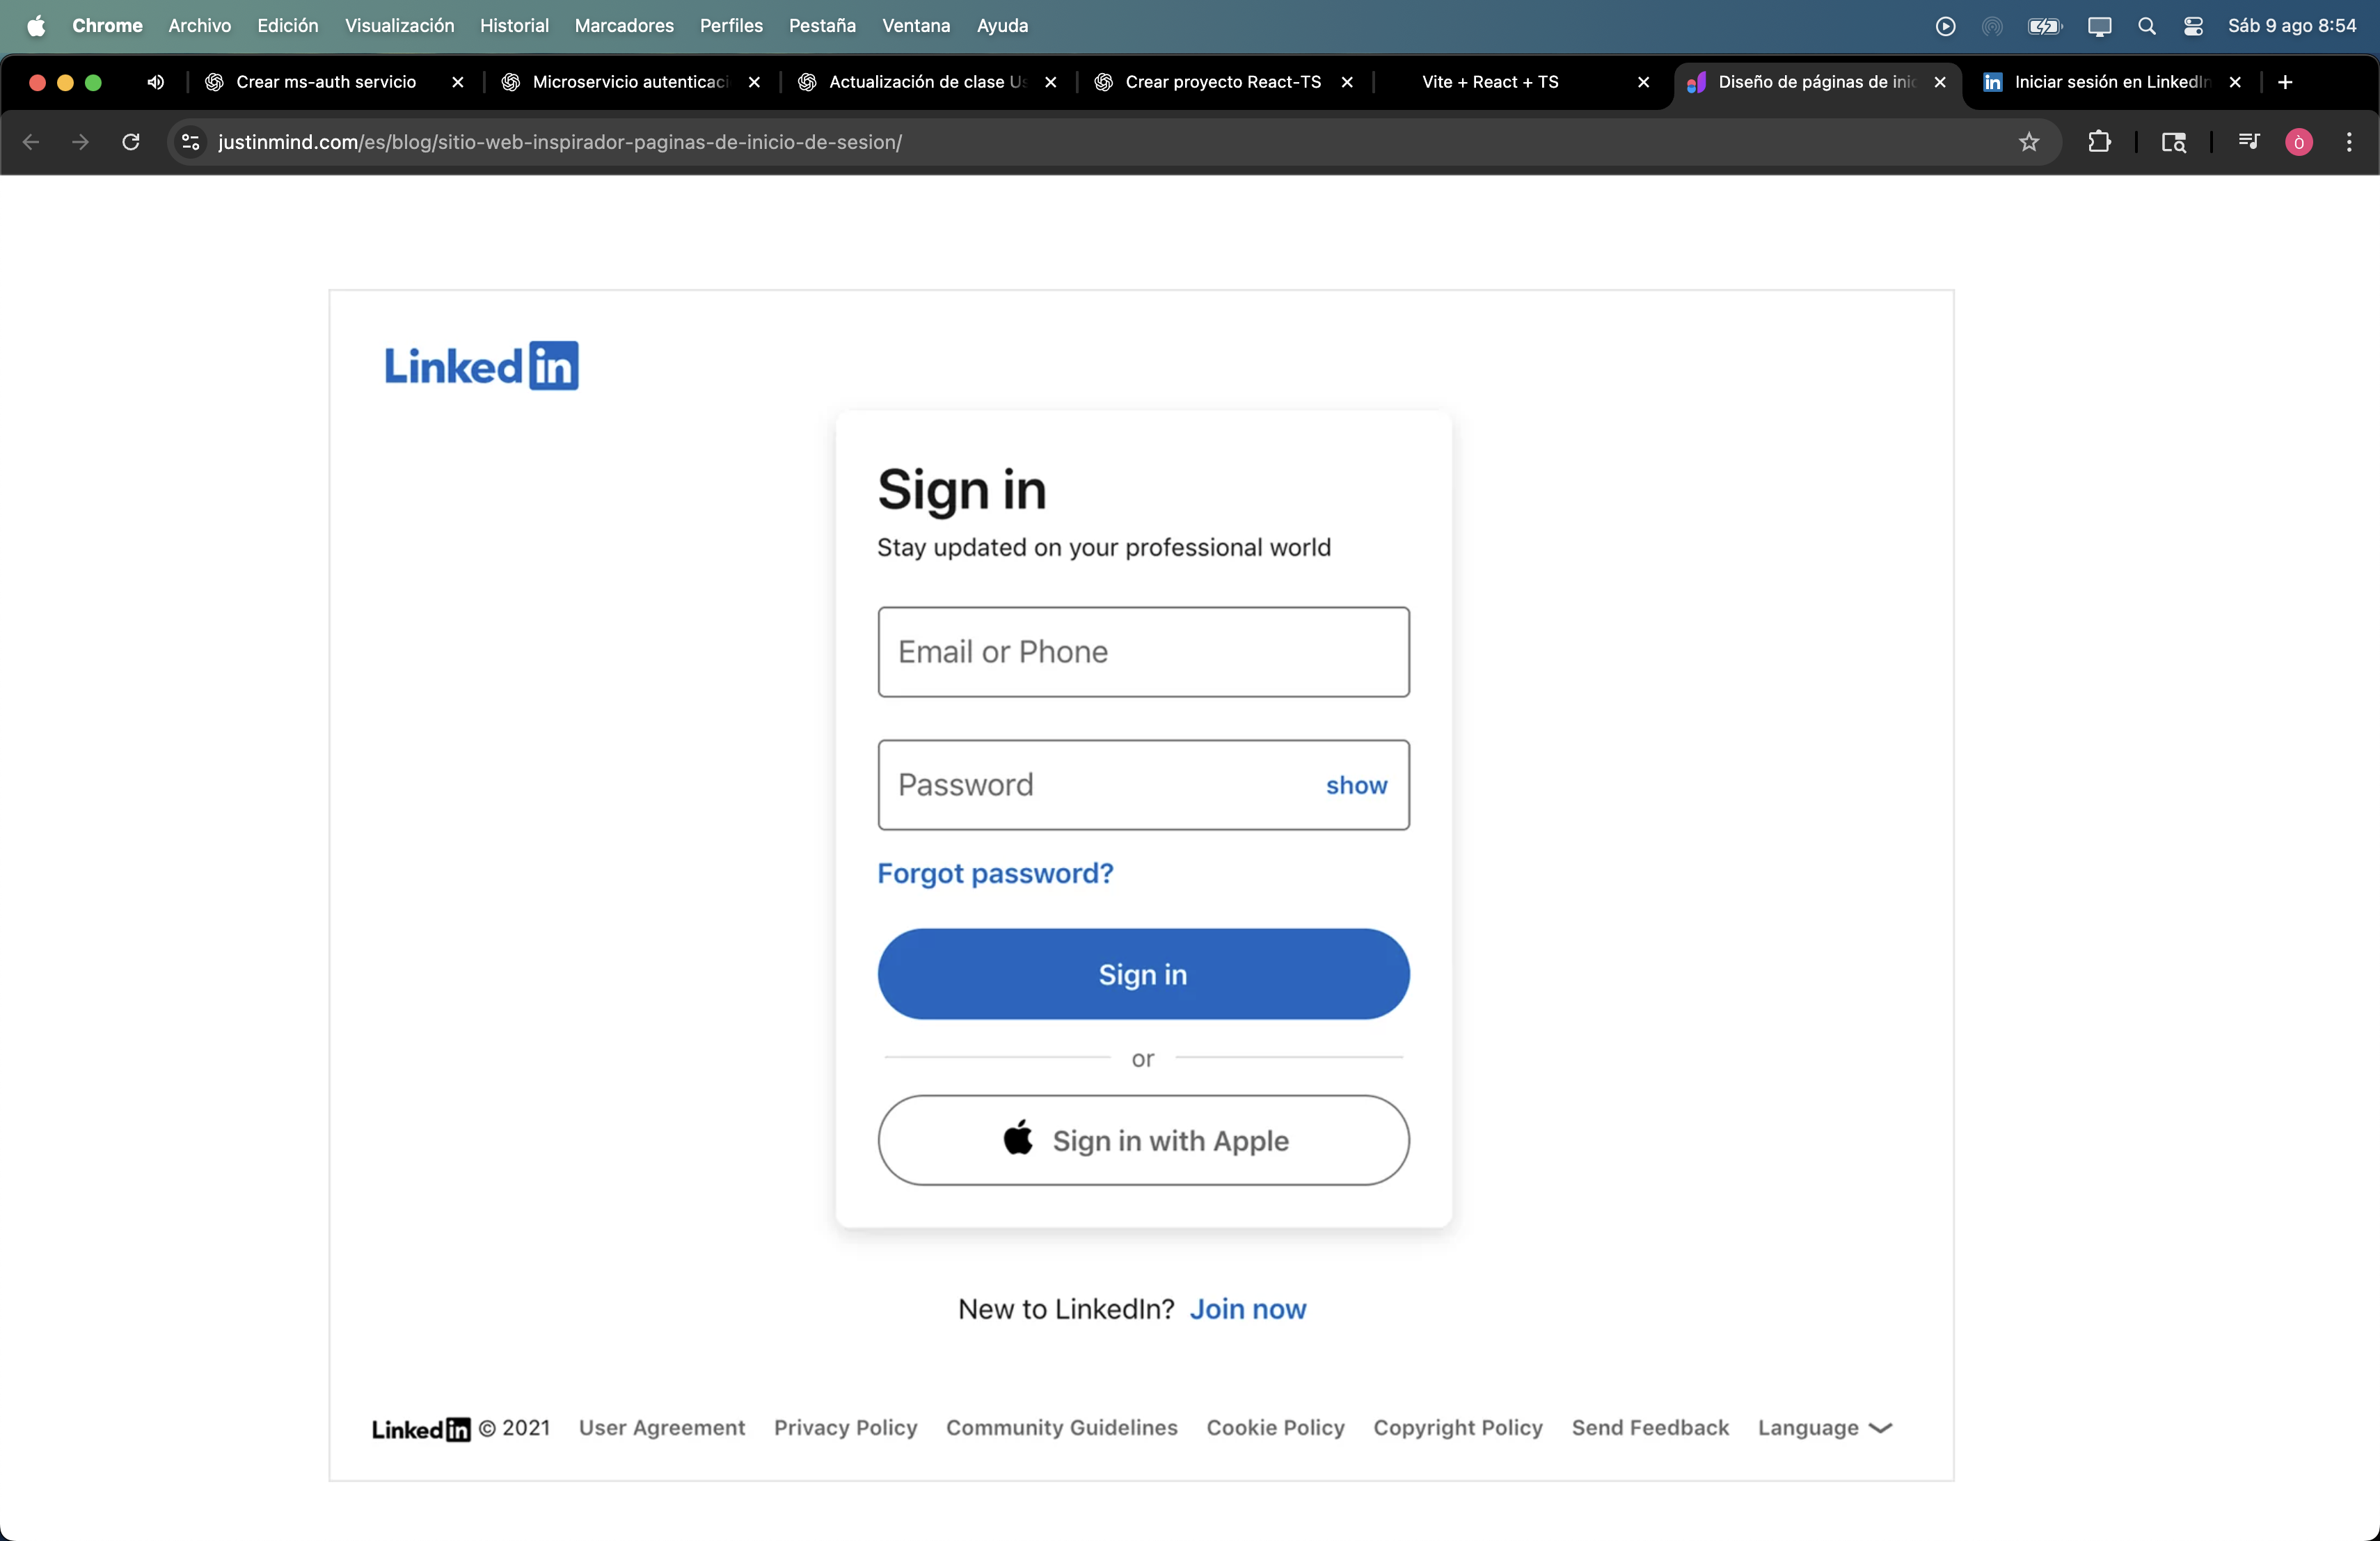 Chrome Archivo Edición Visualización Historial Marcadores Perfiles Pestaña Ventana Ayuda Sáb 9 ago 8:54
Crear ms-auth servicio Microservicio autenticaci Actualización de clase Us Crear proyecto React-TS Vite + React + TS Diseño de páginas de inic Iniciar sesión en LinkedIn
justinmind.com/es/blog/sitio-web-inspirador-paginas-de-inicio-de-sesion/ ò
Linked in
Sign in
Stay updated on your professional world
Email or Phone
Password show
Forgot password?
Sign in
or
Sign in with Apple
New to LinkedIn? Join now
Linked in © 2021 User Agreement Privacy Policy Community Guidelines Cookie Policy Copyright Policy Send Feedback Language